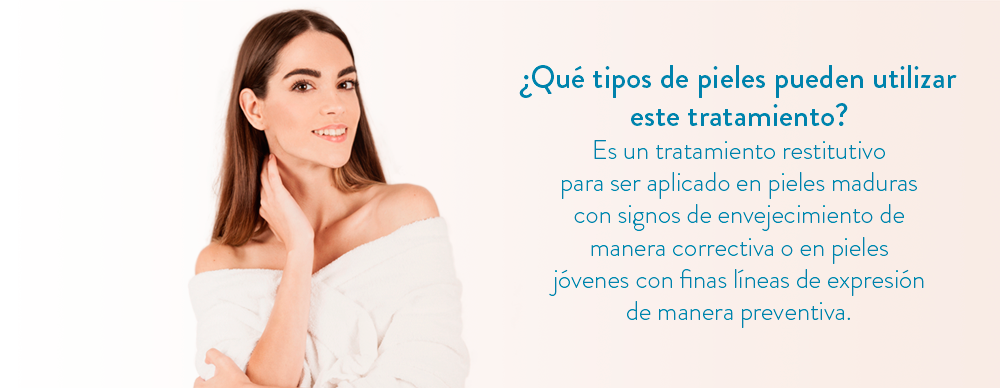 ¿Qué tipos de pieles pueden utilizar
este tratamiento?
Es un tratamiento restitutivo
para ser aplicado en pieles maduras
con signos de envejecimiento de
manera correctiva o en pieles
jóvenes con finas líneas de expresión
de manera preventiva.